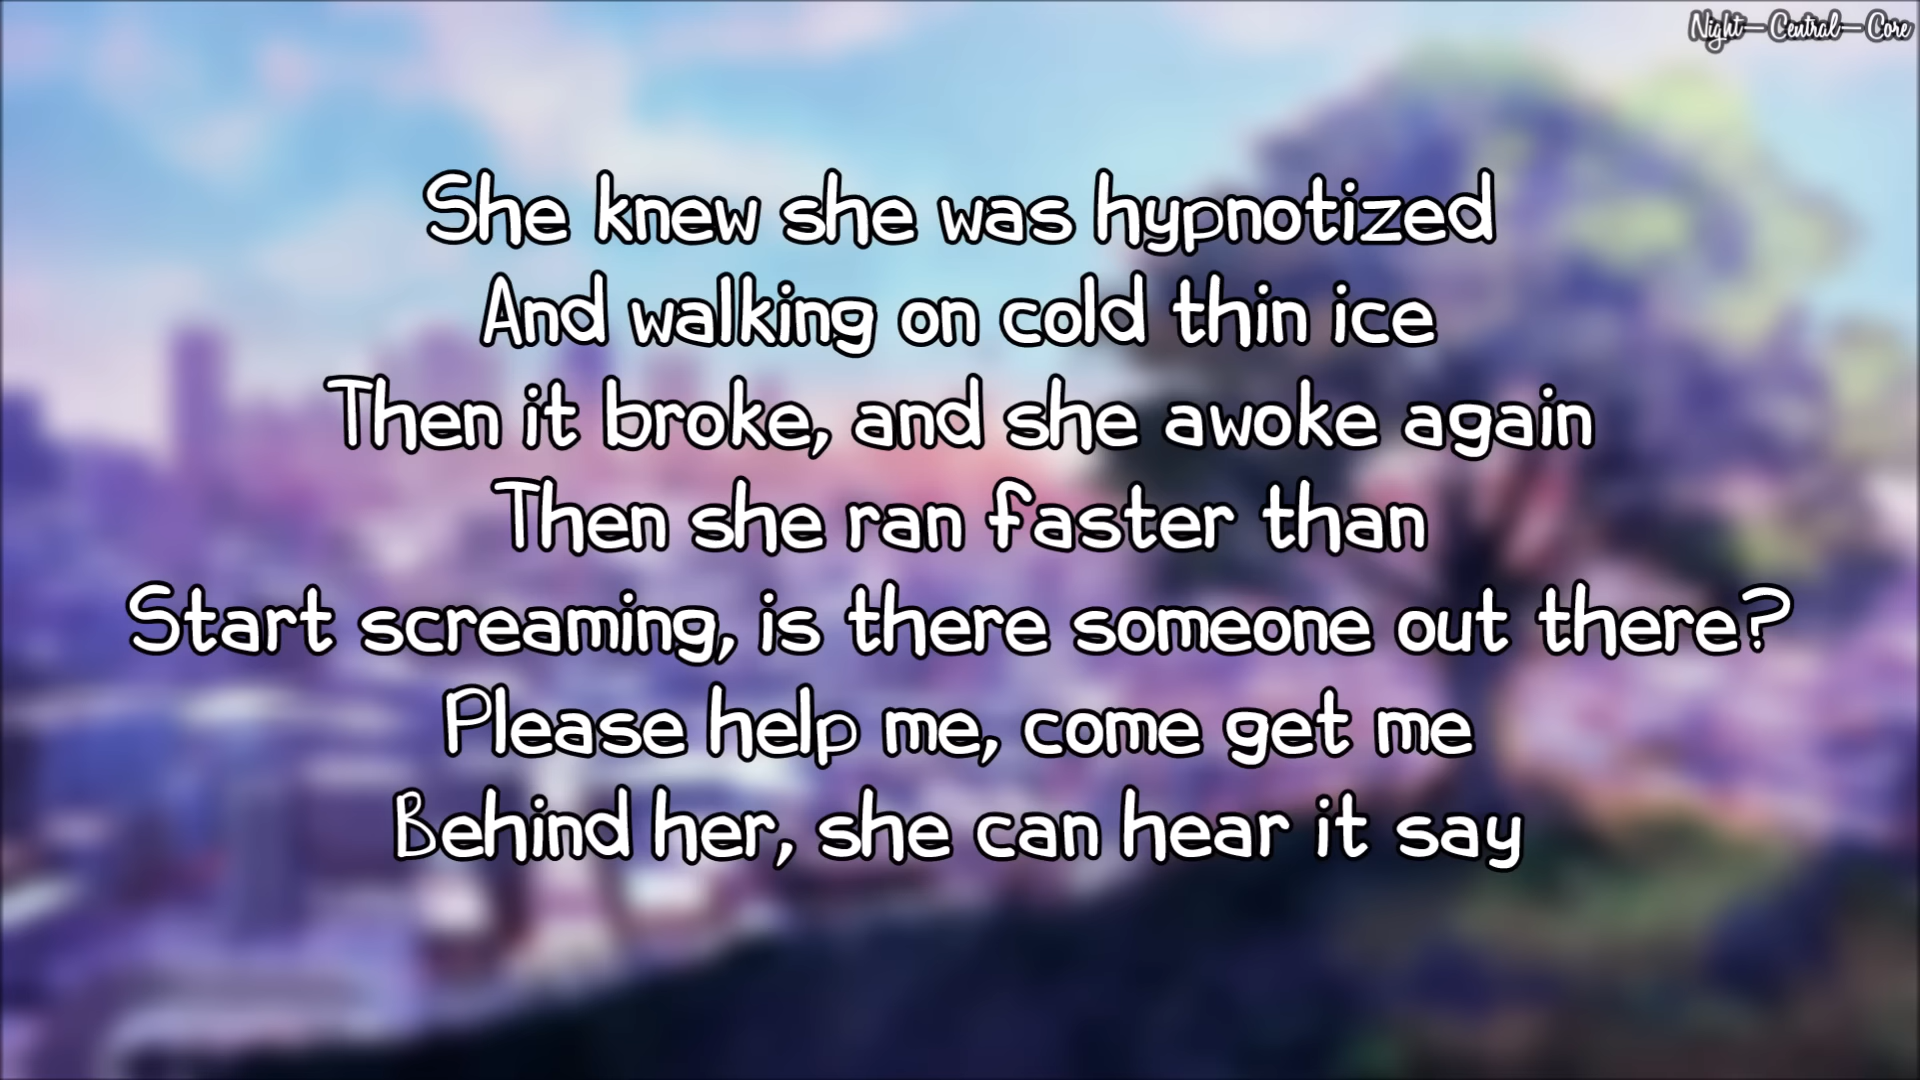 Night-Central-Core
She knew she was hypnotized
And walking on cold thin ice
Then it broke, and she awoke again
Then she ran faster than
Start screaming, is there someone out there?
Please help me, come get me
Behind her, she can hear it say